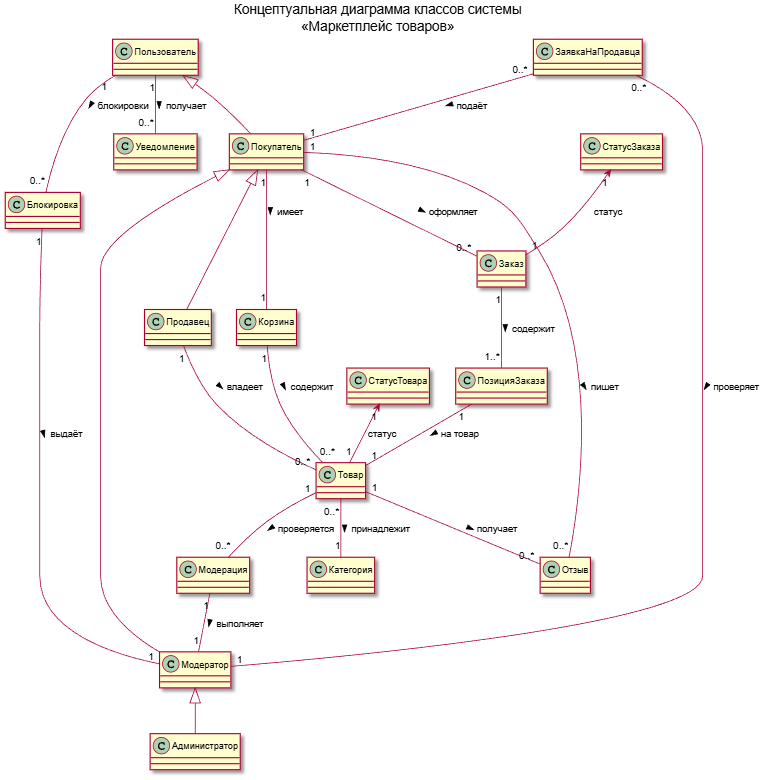 Концептуальная диаграмма классов системы
«Маркетплейс товаров»
C Пользователь
C ЗаявкаНаПродавца
1
1
0..*
0..*
блокировки
получает
подаёт
0..*
1
C Уведомление
C Покупатель
1
C СтатусЗаказа
0..*
1
1
1
C Блокировка
имеет
оформляет
статус
1
0..*
1
C Заказ
1
1
C Продавец
C Корзина
содержит
1
1
1..*
владеет
содержит
C СтатусТовара
C ПозицияЗаказа
пишет
проверяет
1
1
выдаёт
статус
на товар
0..*
0..*
1
1
C Товар
1
0..*
1
проверяется
принадлежит
получает
0..*
1
0..*
0..*
C Модерация
C Категория
C Отзыв
1
выполняет
1
1
1
C Модератор
C Администратор